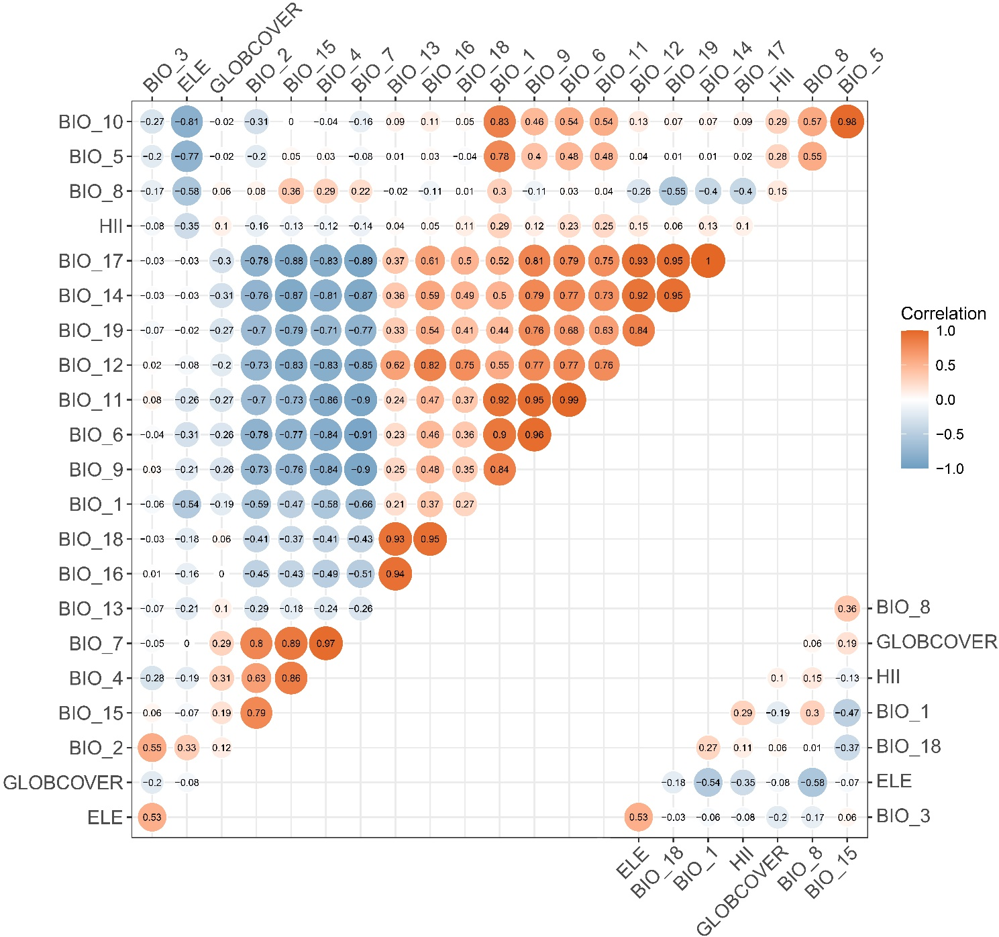 BIO_3 ELE GLOBCOVER BIO_2 BIO_15 BIO_4 BIO_7 BIO_13 BIO_16 BIO_18 BIO_1 BIO_9 BIO_6 BIO_11 BIO_12 BIO_19 BIO_14 BIO_17 HII BIO_8 BIO_5
BIO_10 −0.27 −0.81 −0.02 −0.31 0 −0.04 −0.16 0.09 0.11 0.05 0.83 0.46 0.54 0.54 0.13 0.07 0.07 0.09 0.29 0.57 0.98
BIO_5 −0.2 −0.77 −0.02 −0.2 0.05 0.03 −0.08 0.01 0.03 −0.04 0.78 0.4 0.48 0.48 0.04 0.01 0.01 0.02 0.28 0.55
BIO_8 −0.17 −0.58 0.06 0.08 0.36 0.29 0.22 −0.02 −0.11 0.01 0.3 −0.11 0.03 0.04 −0.26 −0.55 −0.4 −0.4 0.15
HII −0.08 −0.35 0.1 −0.16 −0.13 −0.12 −0.14 0.04 0.05 0.11 0.29 0.12 0.23 0.25 0.15 0.06 0.13 0.1
BIO_17 −0.03 −0.03 −0.3 −0.78 −0.88 −0.83 −0.89 0.37 0.61 0.5 0.52 0.81 0.79 0.75 0.93 0.95 1
BIO_14 −0.03 −0.03 −0.31 −0.76 −0.87 −0.81 −0.87 0.36 0.59 0.49 0.5 0.79 0.77 0.73 0.92 0.95
BIO_19 −0.07 −0.02 −0.27 −0.7 −0.79 −0.71 −0.77 0.33 0.54 0.41 0.44 0.76 0.68 0.63 0.84
BIO_12 0.02 −0.08 −0.2 −0.73 −0.83 −0.83 −0.85 0.62 0.82 0.75 0.55 0.77 0.77 0.76
BIO_11 0.08 −0.26 −0.27 −0.7 −0.73 −0.86 −0.9 0.24 0.47 0.37 0.92 0.95 0.99
BIO_6 −0.04 −0.31 −0.26 −0.78 −0.77 −0.84 −0.91 0.23 0.46 0.36 0.9 0.96
BIO_9 0.03 −0.21 −0.26 −0.73 −0.76 −0.84 −0.9 0.25 0.48 0.35 0.84
BIO_1 −0.06 −0.54 −0.19 −0.59 −0.47 −0.58 −0.66 0.21 0.37 0.27
BIO_18 −0.03 −0.18 0.06 −0.41 −0.37 −0.41 −0.43 0.93 0.95
BIO_16 0.01 −0.16 0 −0.45 −0.43 −0.49 −0.51 0.94
BIO_13 −0.07 −0.21 0.1 −0.29 −0.18 −0.24 −0.26 0.36 BIO_8
BIO_7 −0.05 0 0.29 0.8 0.89 0.97 0.06 0.19 GLOBCOVER
BIO_4 −0.28 −0.19 0.31 0.63 0.86 0.1 0.15 −0.13 HII
BIO_15 0.06 −0.07 0.19 0.79 0.29 −0.19 0.3 −0.47 BIO_1
BIO_2 0.55 0.33 0.12 0.27 0.11 0.06 0.01 −0.37 BIO_18
GLOBCOVER −0.2 −0.08 −0.18 −0.54 −0.35 −0.08 −0.58 −0.07 ELE
ELE 0.53 0.53 −0.03 −0.06 −0.08 −0.2 −0.17 0.06 BIO_3
ELE BIO_18 BIO_1 HII GLOBCOVER BIO_8 BIO_15
Correlation
1.0
0.5
0.0
−0.5
−1.0